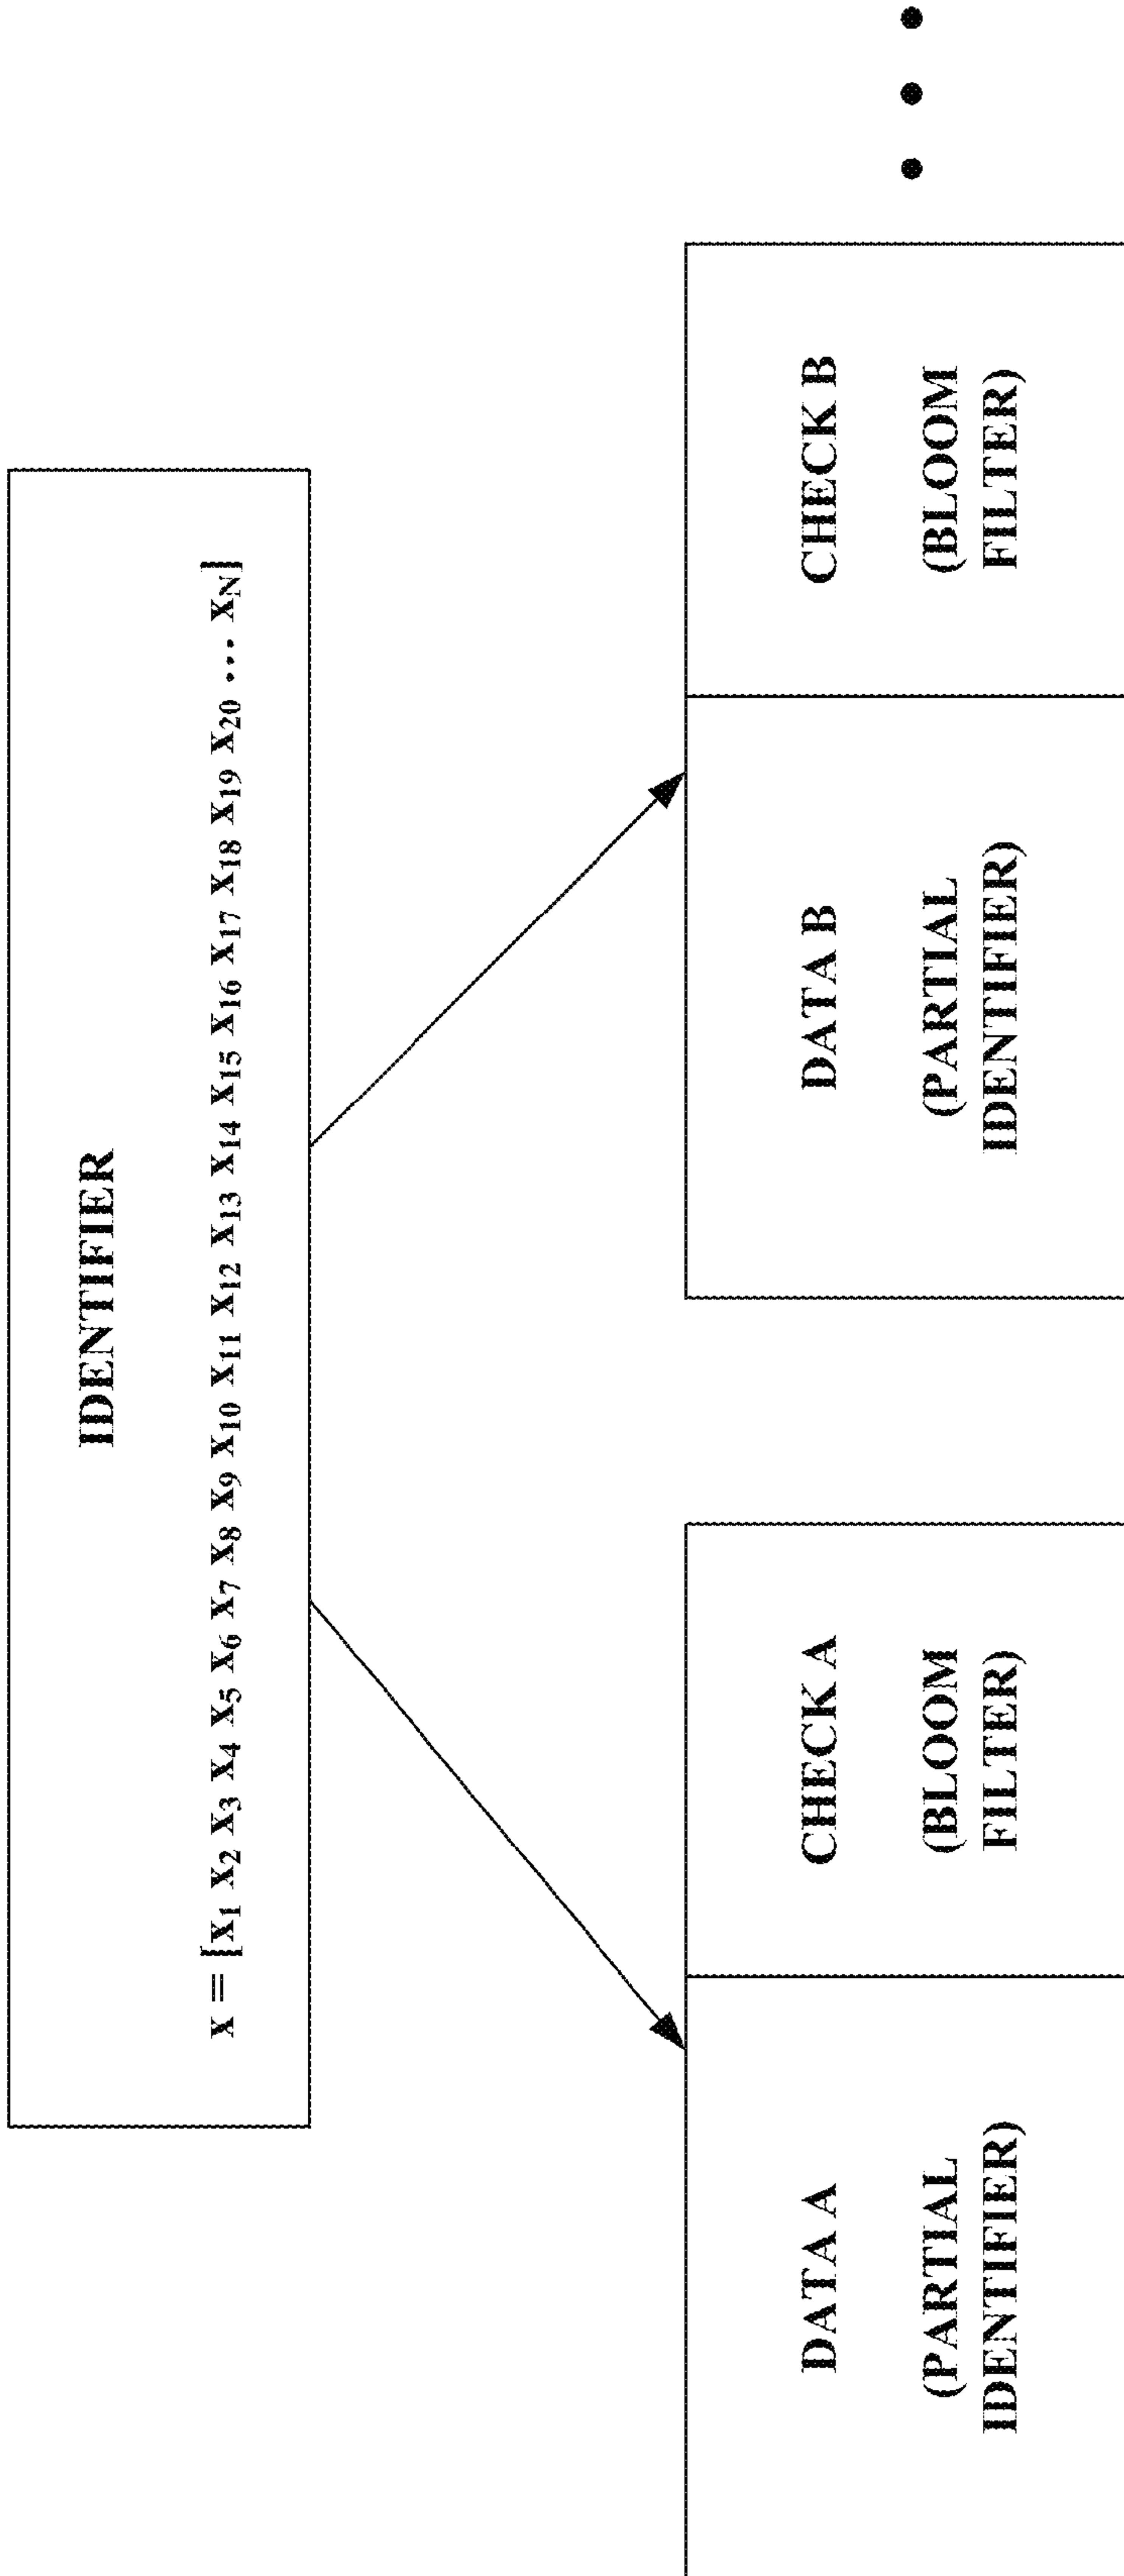 IDENTIFIER
X = [X₁ X₂ X₃ X₄ X₅ X₆ X₇ X₈ X₉ X₁₀ X₁₁ X₁₂ X₁₃ X₁₄ X₁₅ X₁₆ X₁₇ X₁₈ X₁₉ X₂₀ ... X_N]
DATA A
(PARTIAL
IDENTIFIER)
CHECK A
(BLOOM
FILTER)
DATA B
(PARTIAL
IDENTIFIER)
CHECK B
(BLOOM
FILTER)